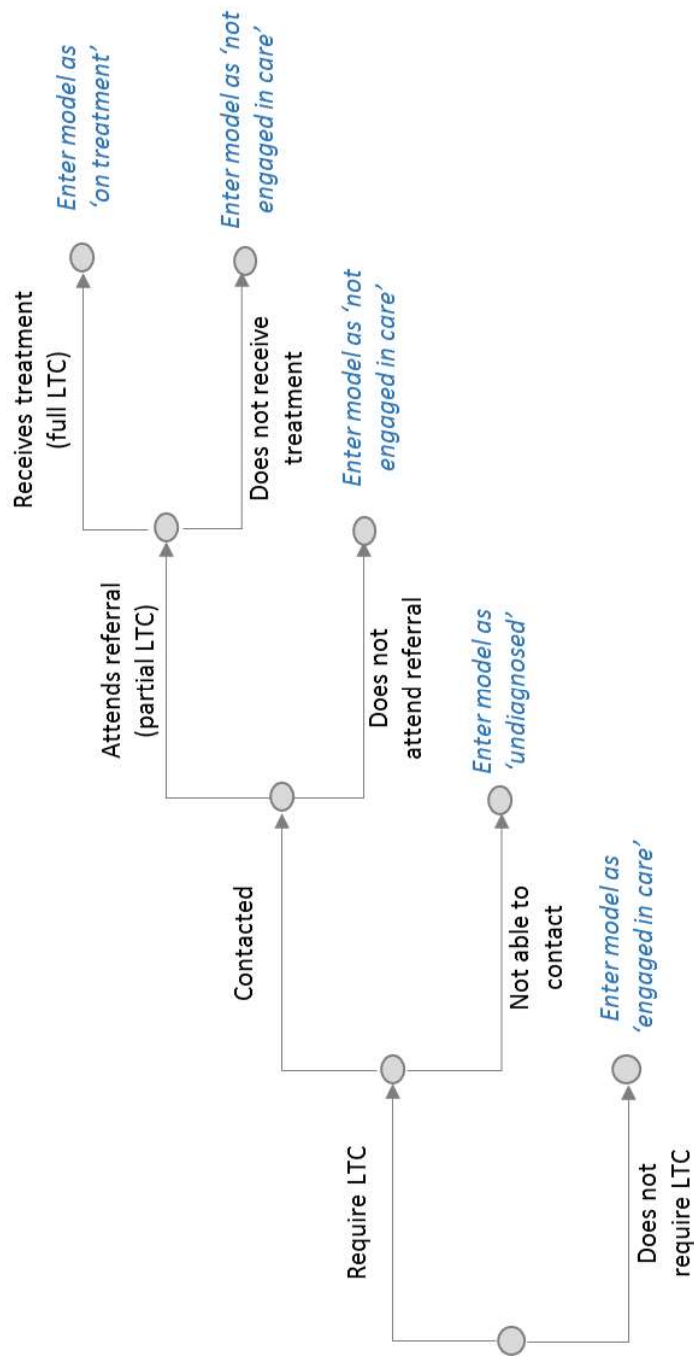 Require LTC
Does not
require LTC
Enter model as
‘engaged in care’
Contacted
Not able to
contact
Enter model as
‘undiagnosed’
Attends referral
(partial LTC)
Does not
attend referral
Enter model as ‘not
engaged in care’
Receives treatment
(full LTC)
Does not receive
treatment
Enter model as
‘on treatment’
Enter model as ‘not
engaged in care’